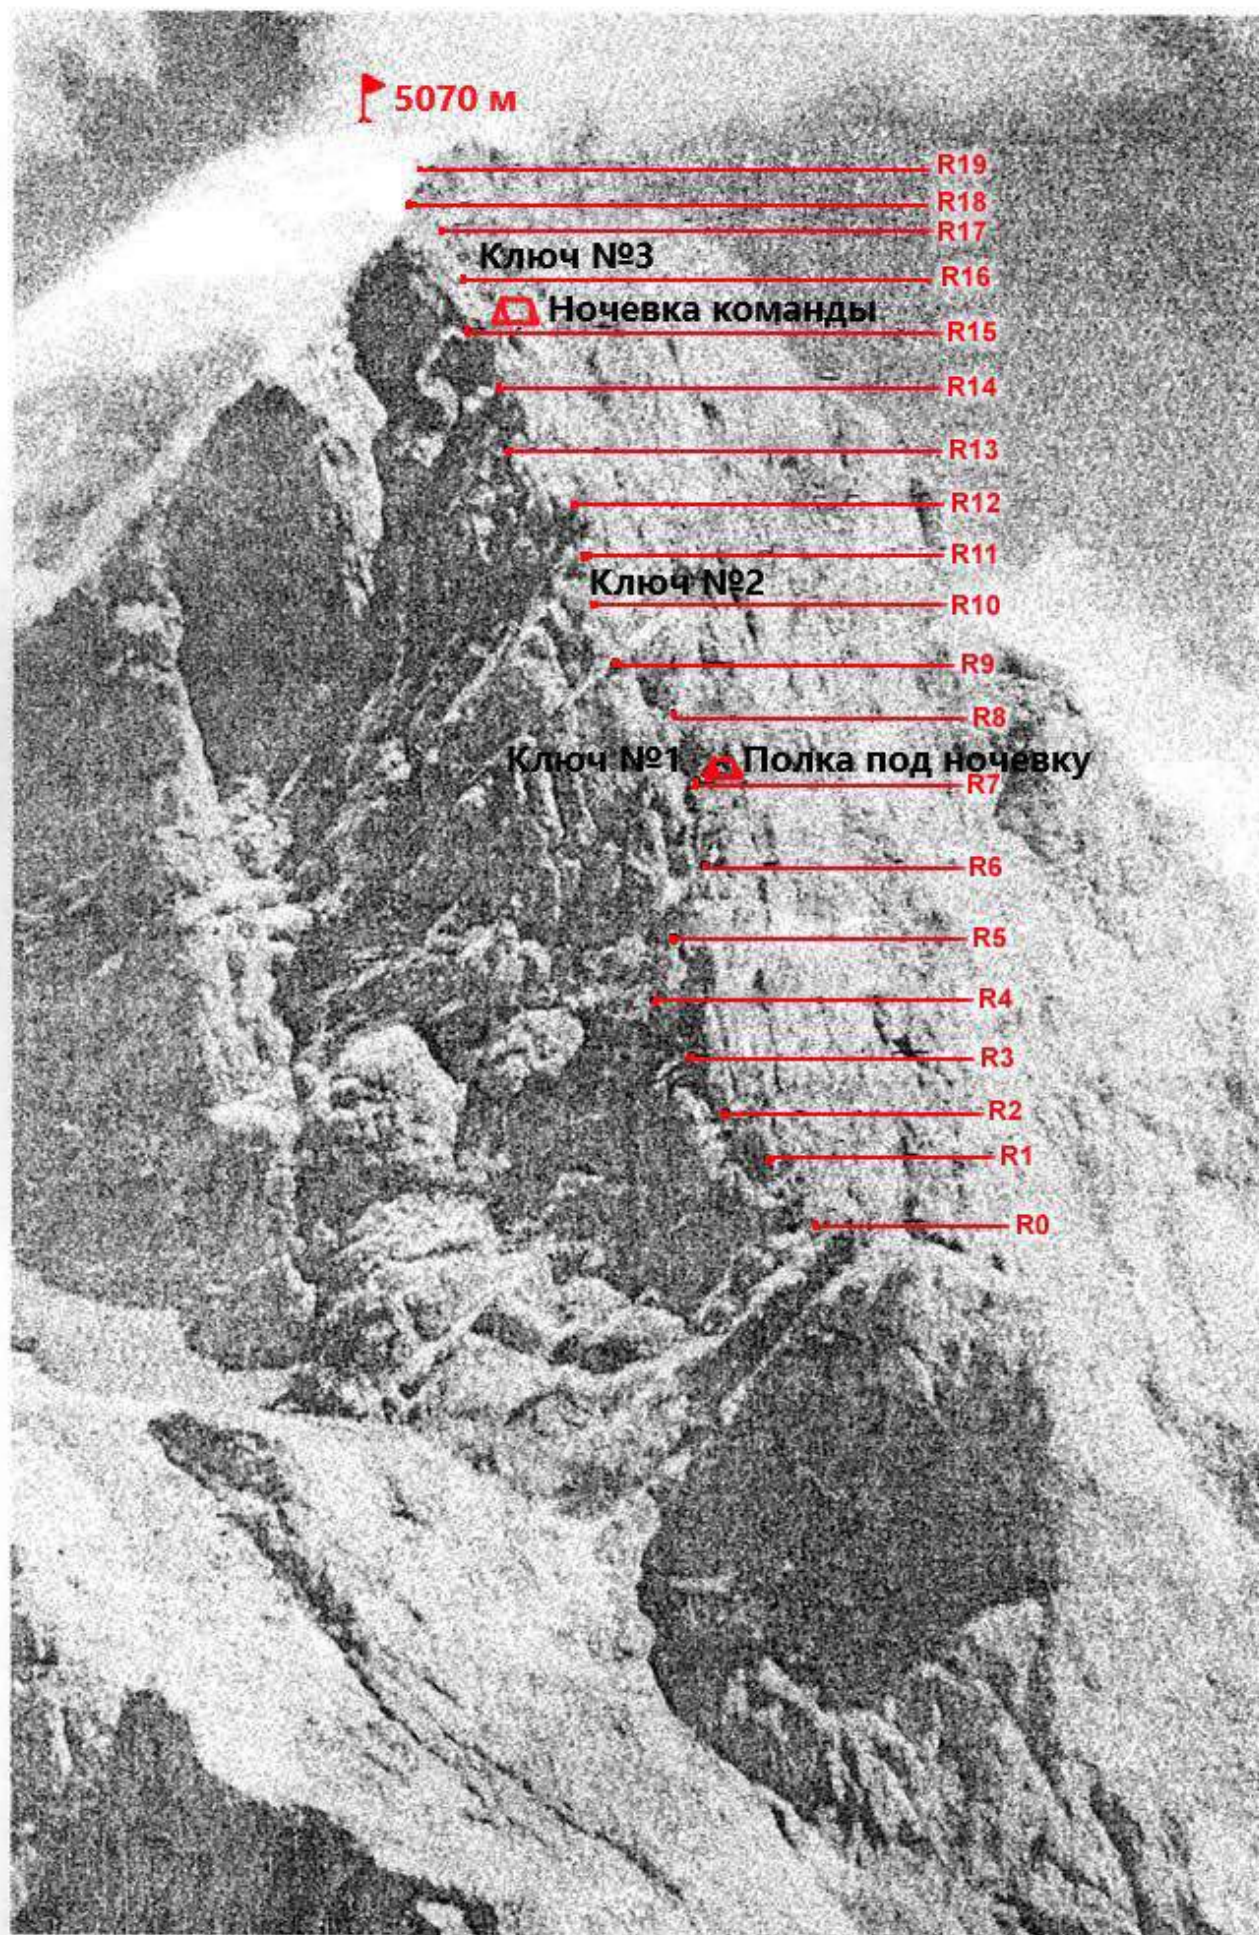 5070 м
R19
R18
R17
Ключ №3
R16
Ночевка команды
R15
R14
R13
R12
R11
Ключ №2
R10
R9
R8
Ключ №1 Полка под ночевку
R7
R6
R5
R4
R3
R2
R1
R0